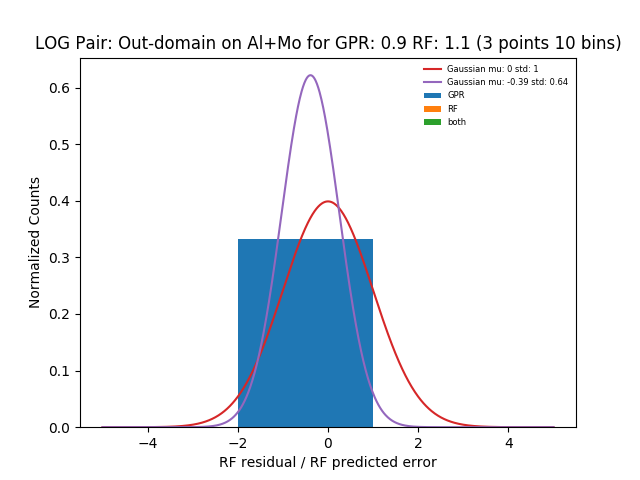 LOG Pair: Out-domain on Al+Mo for GPR: 0.9 RF: 1.1 (3 points 10 bins)
Gaussian mu: 0 std: 1
Gaussian mu: -0.39 std: 0.64
GPR
RF
both
Normalized Counts
0.6
0.5
0.4
0.3
0.2
0.1
0.0
−4
−2
0
2
4
RF residual / RF predicted error